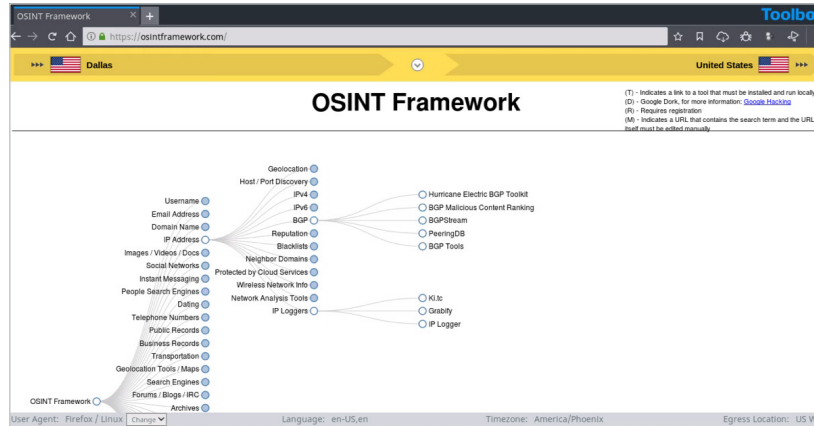 OSINT Framework × +
Toolbo
https://osintframework.com/
Dallas
United States
OSINT Framework
(T) - Indicates a link to a tool that must be installed and run locally
(D) - Google Dork, for more information: Google Hacking
(R) - Requires registration
(M) - Indicates a URL that contains the search term and the URL
itself must be edited manually
Geolocation
Host / Port Discovery
IPv4
IPv6
BGP
Reputation
Blacklists
Neighbor Domains
Protected by Cloud Services
Wireless Network Info
Network Analysis Tools
IP Loggers
Hurricane Electric BGP Toolkit
BGP Malicious Content Ranking
BGPStream
PeeringDB
BGP Tools
Ki.tc
Grabify
IP Logger
Username
Email Address
Domain Name
IP Address
Images / Videos / Docs
Social Networks
Instant Messaging
People Search Engines
Dating
Telephone Numbers
Public Records
Business Records
Transportation
Geolocation Tools / Maps
Search Engines
Forums / Blogs / IRC
Archives
OSINT Framework
User Agent: Firefox / Linux Change Language: en-US,en Timezone: America/Phoenix Egress Location: US W